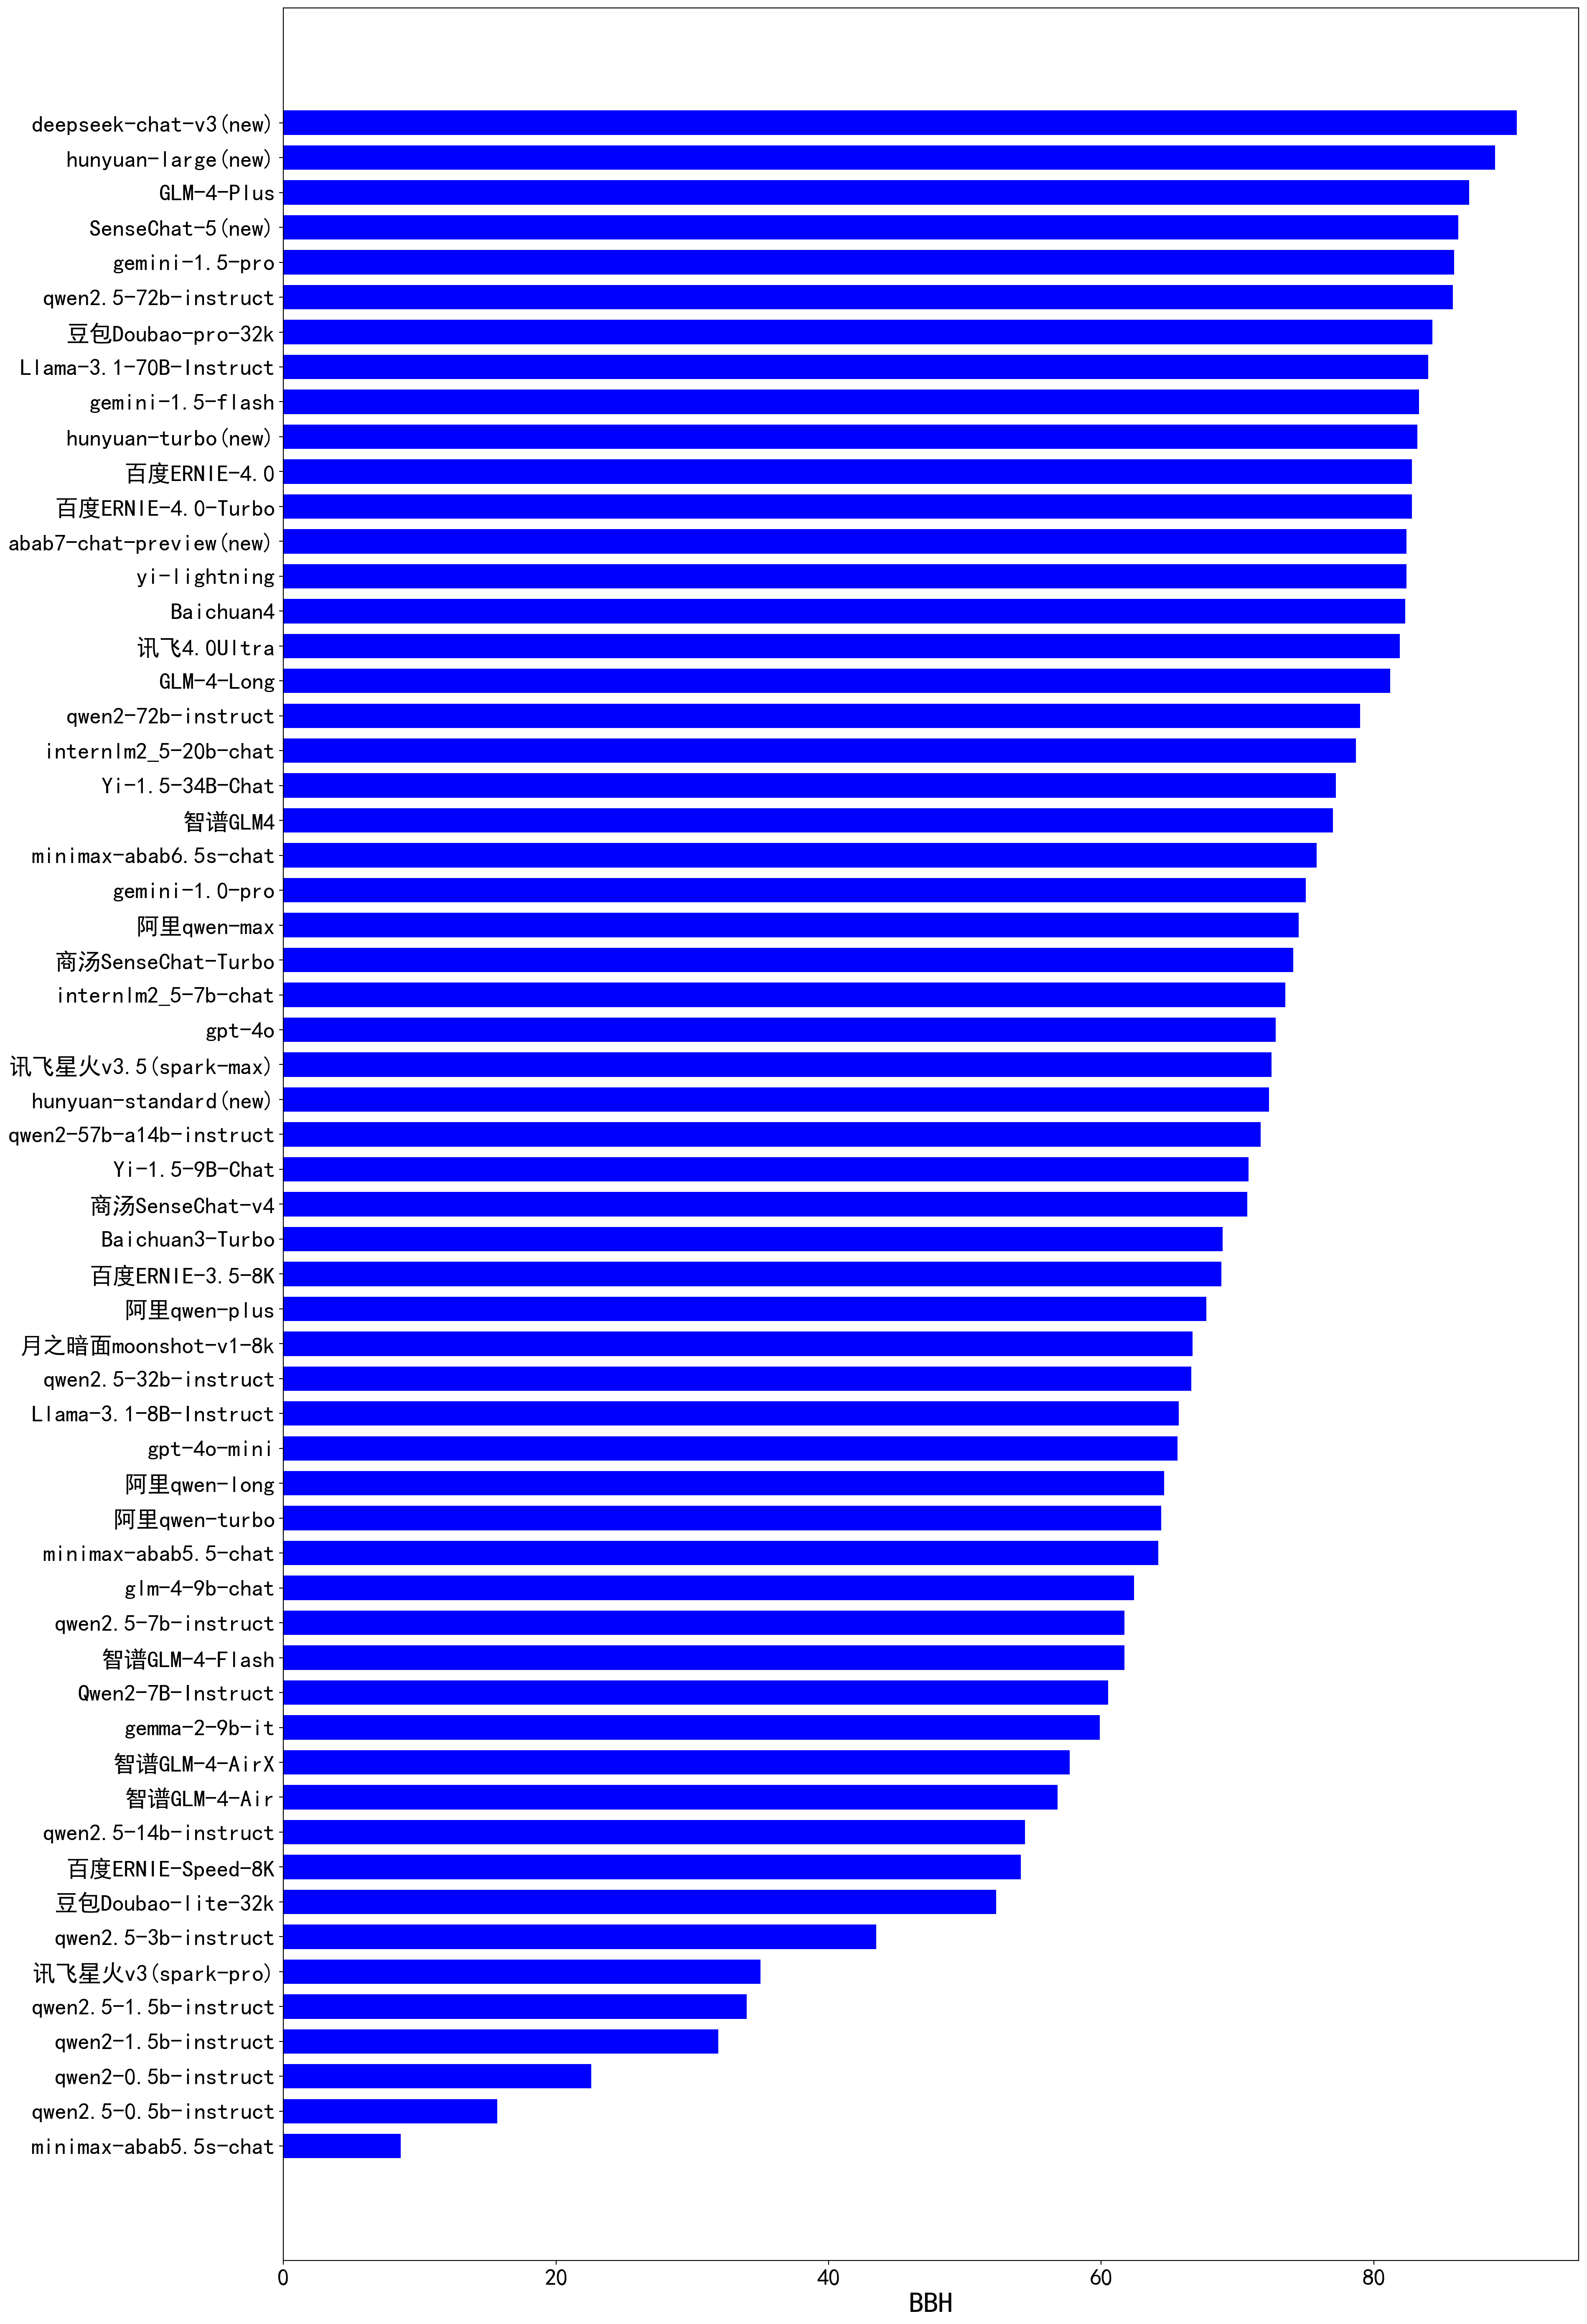 deepseek-chat-v3(new)
hunyuan-large(new)
GLM-4-Plus
SenseChat-5(new)
gemini-1.5-pro
qwen2.5-72b-instruct
豆包Doubao-pro-32k
Llama-3.1-70B-Instruct
gemini-1.5-flash
hunyuan-turbo(new)
百度ERNIE-4.0
百度ERNIE-4.0-Turbo
abab7-chat-preview(new)
yi-lightning
Baichuan4
讯飞4.0Ultra
GLM-4-Long
qwen2-72b-instruct
internlm2_5-20b-chat
Yi-1.5-34B-Chat
智谱GLM4
minimax-abab6.5s-chat
gemini-1.0-pro
阿里qwen-max
商汤SenseChat-Turbo
internlm2_5-7b-chat
gpt-4o
讯飞星火v3.5(spark-max)
hunyuan-standard(new)
qwen2-57b-a14b-instruct
Yi-1.5-9B-Chat
商汤SenseChat-v4
Baichuan3-Turbo
百度ERNIE-3.5-8K
阿里qwen-plus
月之暗面moonshot-v1-8k
qwen2.5-32b-instruct
Llama-3.1-8B-Instruct
gpt-4o-mini
阿里qwen-long
阿里qwen-turbo
minimax-abab5.5-chat
glm-4-9b-chat
qwen2.5-7b-instruct
智谱GLM-4-Flash
Qwen2-7B-Instruct
gemma-2-9b-it
智谱GLM-4-AirX
智谱GLM-4-Air
qwen2.5-14b-instruct
百度ERNIE-Speed-8K
豆包Doubao-lite-32k
qwen2.5-3b-instruct
讯飞星火v3(spark-pro)
qwen2.5-1.5b-instruct
qwen2-1.5b-instruct
qwen2-0.5b-instruct
qwen2.5-0.5b-instruct
minimax-abab5.5s-chat
0 20 40 60 80
BBH